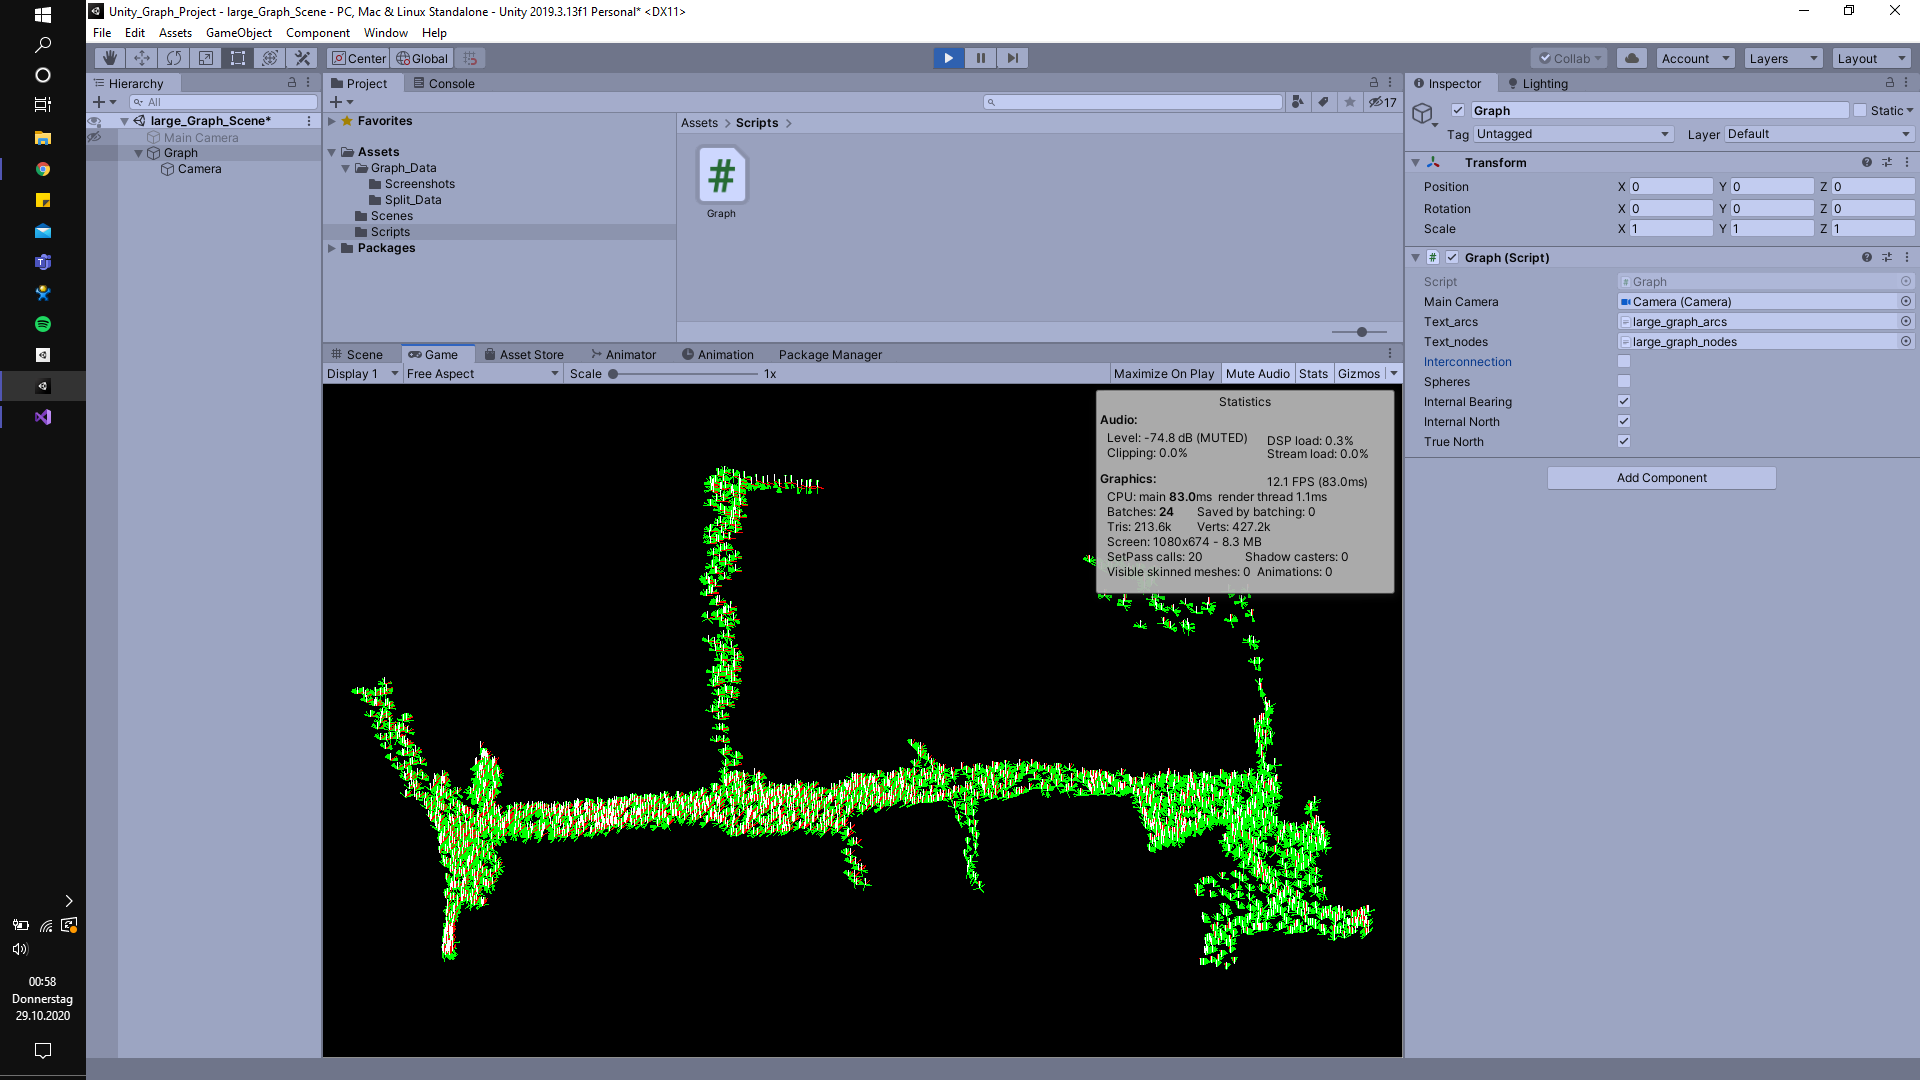 Unity_Graph_Project - large_Graph_Scene - PC, Mac & Linux Standalone - Unity 2019.3.13f1 Personal* <DX11>
File Edit Assets GameObject Component Window Help
Center Global
Collab Account Layers Layout
Hierarchy
All
large_Graph_Scene*
Main Camera
Graph
Camera
Project Console
17
Favorites
Assets
Graph_Data
Screenshots
Split_Data
Scenes
Scripts
Packages
Assets > Scripts >
#
Graph
Scene Game Asset Store Animator Animation Package Manager
Display 1 Free Aspect Scale 1x Maximize On Play Mute Audio Stats Gizmos
Statistics
Audio:
Level: -74.8 dB (MUTED) DSP load: 0.3%
Clipping: 0.0% Stream load: 0.0%
Graphics: 12.1 FPS (83.0ms)
CPU: main 83.0ms render thread 1.1ms
Batches: 24 Saved by batching: 0
Tris: 213.6k Verts: 427.2k
Screen: 1080x674 - 8.3 MB
SetPass calls: 20 Shadow casters: 0
Visible skinned meshes: 0 Animations: 0
Inspector Lighting
Graph Static
Tag Untagged Layer Default
Transform
Position X 0 Y 0 Z 0
Rotation X 0 Y 0 Z 0
Scale X 1 Y 1 Z 1
# Graph (Script)
Script Graph
Main Camera Camera (Camera)
Text_arcs large_graph_arcs
Text_nodes large_graph_nodes
Interconnection
Spheres
Internal Bearing
Internal North
True North
Add Component
00:58
Donnerstag
29.10.2020